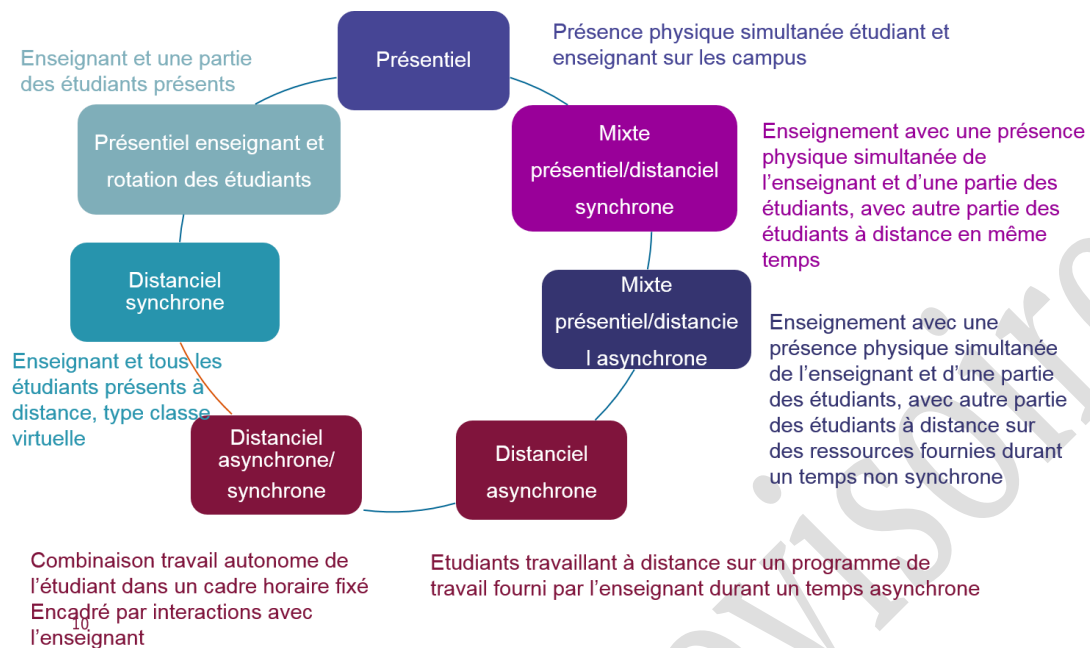 Présentiel
Présence physique simultanée étudiant et
enseignant sur les campus
Enseignant et une partie
des étudiants présents
Présentiel enseignant et
rotation des étudiants
Mixte
présentiel/distanciel
synchrone
Enseignement avec une présence
physique simultanée de
l’enseignant et d’une partie des
étudiants, avec autre partie des
étudiants à distance en même
temps
Distanciel
synchrone
Enseignant et tous les
étudiants présents à
distance, type classe
virtuelle
Mixte
présentiel/distancie
l asynchrone
Enseignement avec une
présence physique simultanée
de l’enseignant et d’une partie
des étudiants, avec autre partie
des étudiants à distance sur
des ressources fournies durant
un temps non synchrone
Distanciel
asynchrone/
synchrone
Distanciel
asynchrone
Combinaison travail autonome de
l’étudiant dans un cadre horaire fixé
Encadré par interactions avec
l’enseignant
10
Etudiants travaillant à distance sur un programme de
travail fourni par l’enseignant durant un temps asynchrone